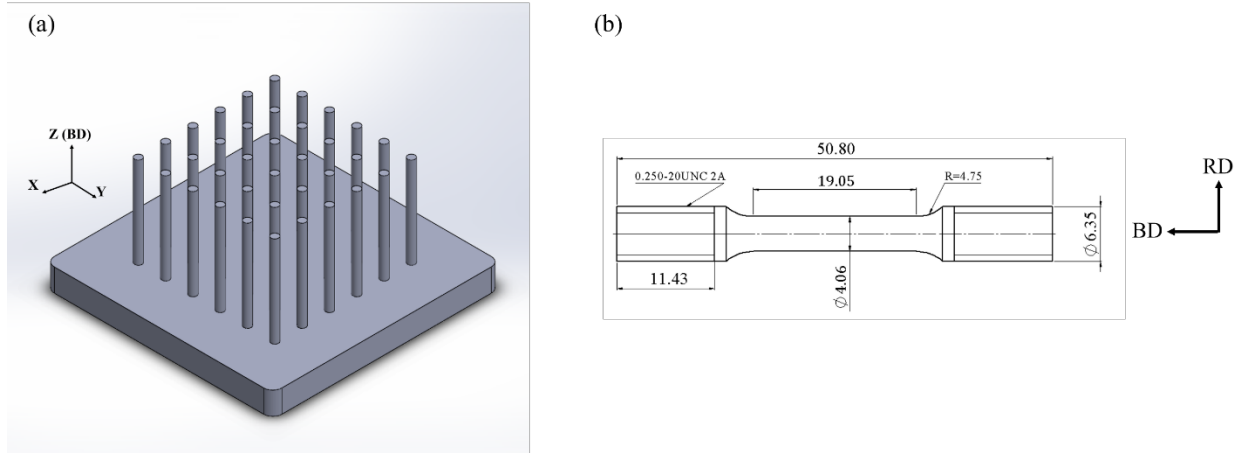 (a)
Z (BD)
X
Y
(b)
50.80
0.250-20UNC 2A
19.05
R=4.75
RD
BD
∅6.35
11.43
∅4.06